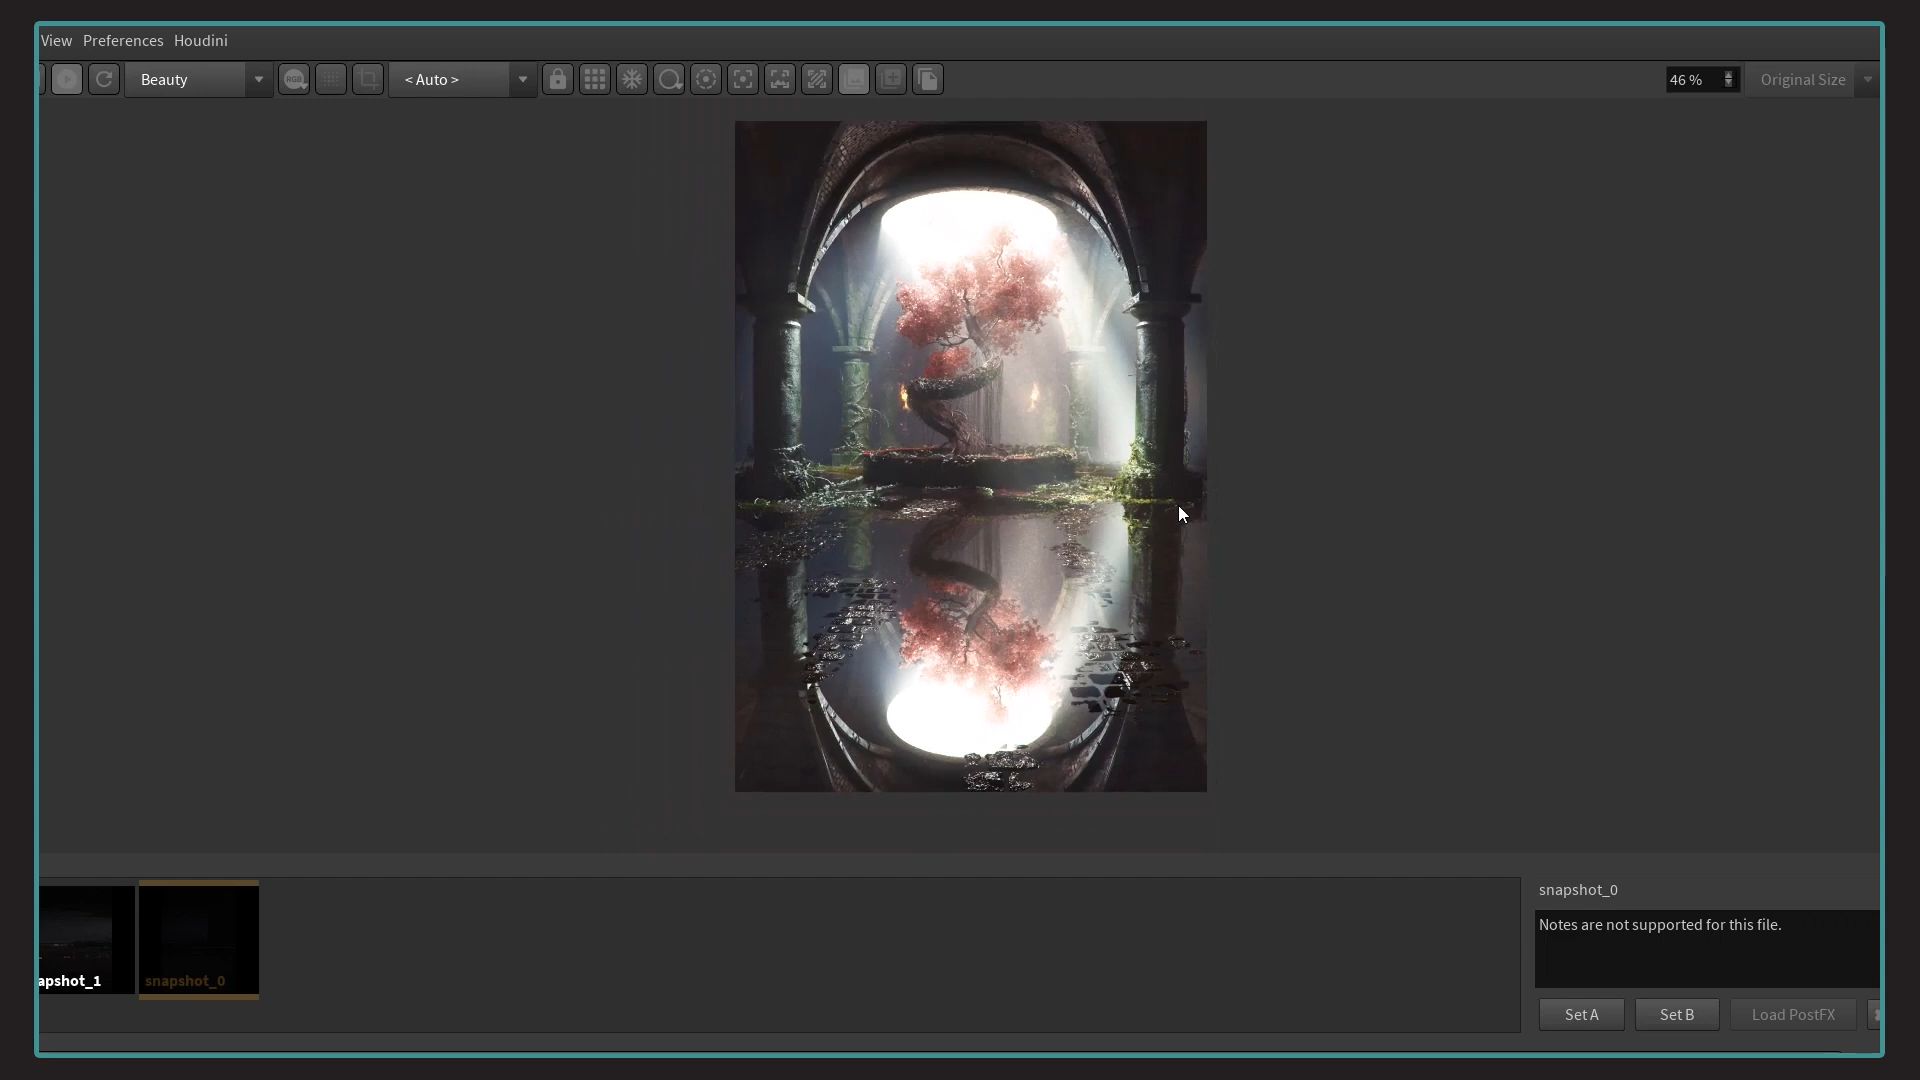 View Preferences Houdini
Beauty RGB < Auto > 46 % Original Size
apshot_1 snapshot_0
snapshot_0
Notes are not supported for this file.
Set A Set B Load PostFX